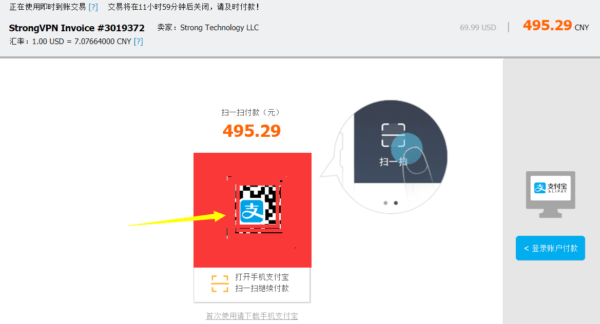 正在使用即时到账交易 [?] 交易将在11小时59分钟后关闭，请及时付款！
StrongVPN Invoice #3019372 卖家：Strong Technology LLC
69.99 USD | 495.29 CNY
汇率：1.00 USD = 7.07664000 CNY [?]
扫一扫付款（元）
495.29
扫一扫
支
支付宝
ALIPAY
< 登录账户付款
打开手机支付宝
扫一扫继续付款
首次使用请下载手机支付宝